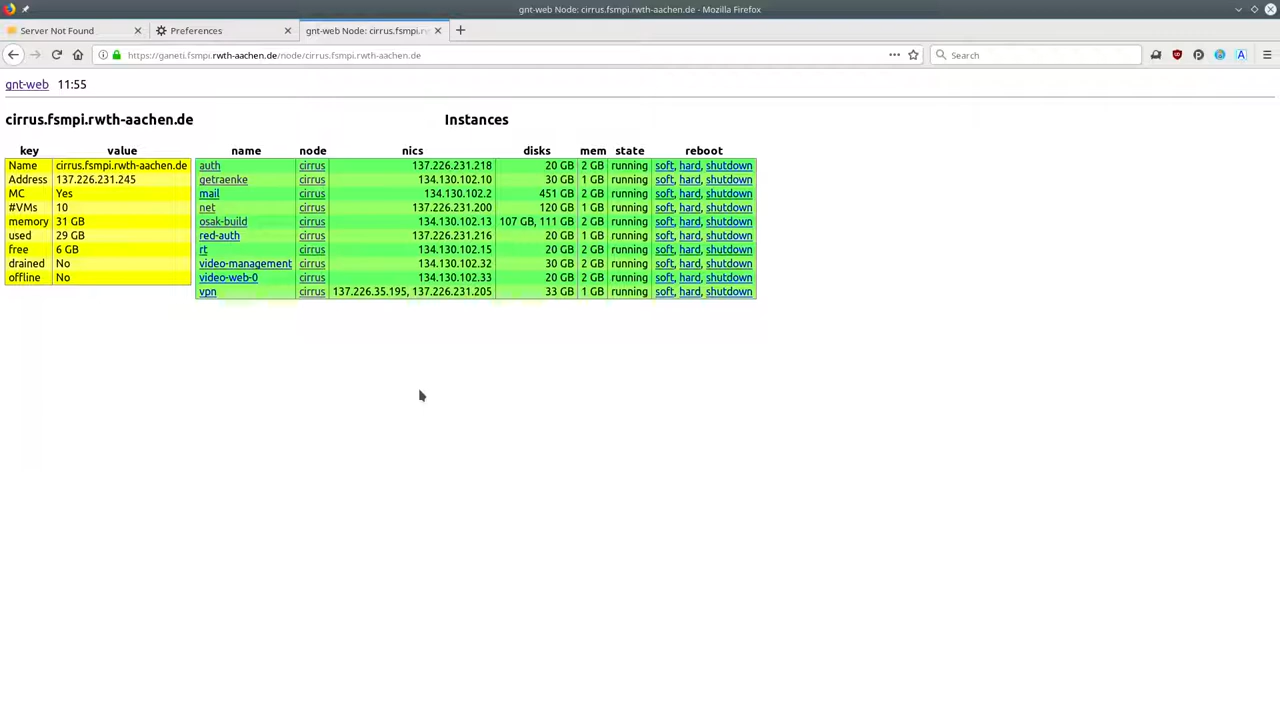 gnt-web Node: cirrus.fsmpi.rwth-aachen.de - Mozilla Firefox
Server Not Found
Preferences
gnt-web Node: cirrus.fsmpi.rw
https://ganeti.fsmpi.rwth-aachen.de/node/cirrus.fsmpi.rwth-aachen.de
Search
gnt-web 11:55
cirrus.fsmpi.rwth-aachen.de
key value
Name cirrus.fsmpi.rwth-aachen.de
Address 137.226.231.245
MC Yes
#VMs 10
memory 31 GB
used 29 GB
free 6 GB
drained No
offline No
Instances
name node nics disks mem state reboot
auth cirrus 137.226.231.218 20 GB 2 GB running soft, hard, shutdown
getraenke cirrus 134.130.102.10 30 GB 1 GB running soft, hard, shutdown
mail cirrus 134.130.102.2 451 GB 2 GB running soft, hard, shutdown
net cirrus 137.226.231.200 120 GB 1 GB running soft, hard, shutdown
osak-build cirrus 134.130.102.13 107 GB, 111 GB 2 GB running soft, hard, shutdown
red-auth cirrus 137.226.231.216 20 GB 1 GB running soft, hard, shutdown
rt cirrus 134.130.102.15 20 GB 2 GB running soft, hard, shutdown
video-management cirrus 134.130.102.32 30 GB 2 GB running soft, hard, shutdown
video-web-0 cirrus 134.130.102.33 20 GB 2 GB running soft, hard, shutdown
vpn cirrus 137.226.35.195, 137.226.231.205 33 GB 1 GB running soft, hard, shutdown